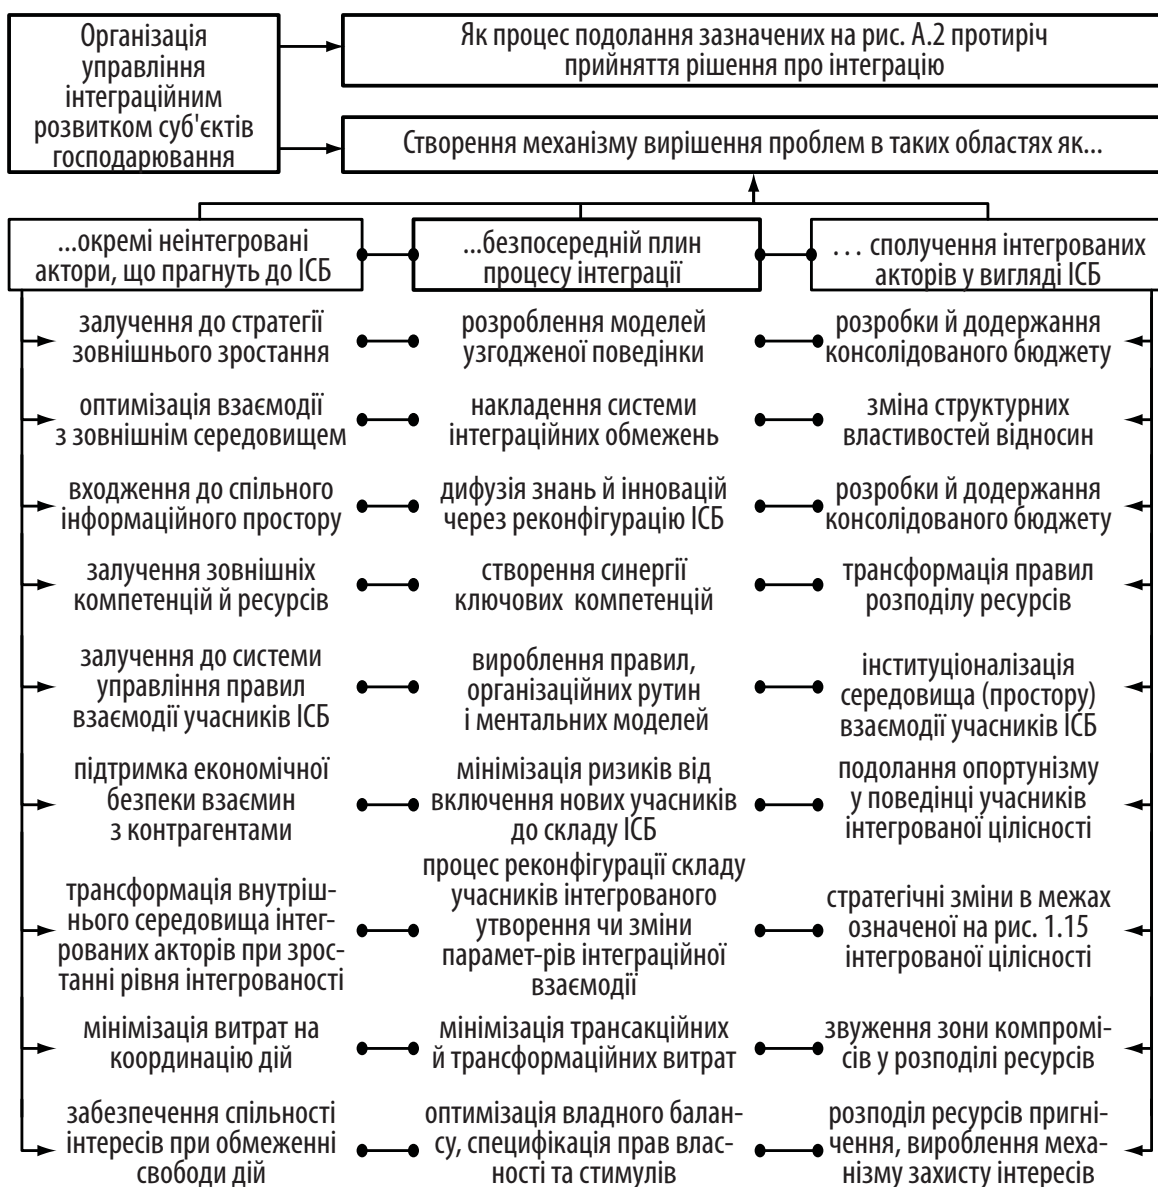 Організація
управління
інтеграційним
розвитком суб'єктів
господарювання
Як процес подолання зазначених на рис. А.2 протиріч
прийняття рішення про інтеграцію
Створення механізму вирішення проблем в таких областях як...
...окремі неінтегровані
актори, що прагнуть до ІСБ
...безпосередній плин
процесу інтеграції
... сполучення інтегрованих
акторів у вигляді ІСБ
залучення до стратегії
зовнішнього зростання
розроблення моделей
узгодженої поведінки
розробки й додержання
консолідованого бюджету
оптимізація взаємодії
з зовнішнім середовищем
накладення системи
інтеграційних обмежень
зміна структурних
властивостей відносин
входження до спільного
інформаційного простору
дифузія знань й інновацій
через реконфігурацію ІСБ
розробки й додержання
консолідованого бюджету
залучення зовнішніх
компетенцій й ресурсів
створення синергії
ключових компетенцій
трансформація правил
розподілу ресурсів
залучення до системи
управління правил
взаємодії учасників ІСБ
вироблення правил,
організаційних рутин
і ментальних моделей
інституціоналізація
середовища (простору)
взаємодії учасників ІСБ
підтримка економічної
безпеки взаємин
з контрагентами
мінімізація ризиків від
включення нових учасників
до складу ІСБ
подолання опортунізму
у поведінці учасників
інтегрованої цілісності
трансформація внутріш-
нього середовища інтег-
рованих акторів при зрос-
танні рівня інтегрованості
процес реконфігурації складу
учасників інтегрованого
утворення чи зміни
парамет-рів інтеграційної
взаємодії
стратегічні зміни в межах
означеної на рис. 1.15
інтегрованої цілісності
мінімізація витрат на
координацію дій
мінімізація трансакційних
й трансформаційних витрат
звуження зони компромі-
сів у розподілі ресурсів
забезпечення спільності
інтересів при обмеженні
свободи дій
оптимізація владного балан-
су, специфікація прав влас-
ності та стимулів
розподіл ресурсів пригні-
чення, вироблення меха-
нізму захисту інтересів